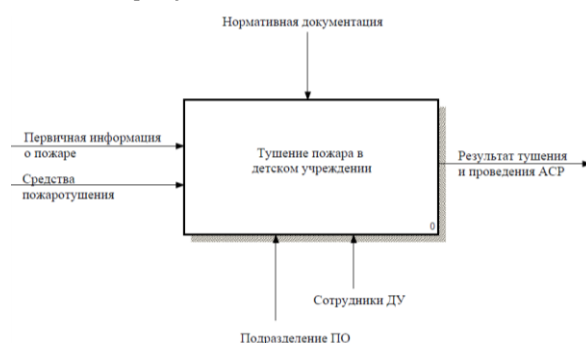 Нормативная документация
Первичная информация
о пожаре
Средства
пожаротушения
Тушение пожара в
детском учреждении
0
Результат тушения
и проведения АСР
Сотрудники ДУ
Подразделение ПО